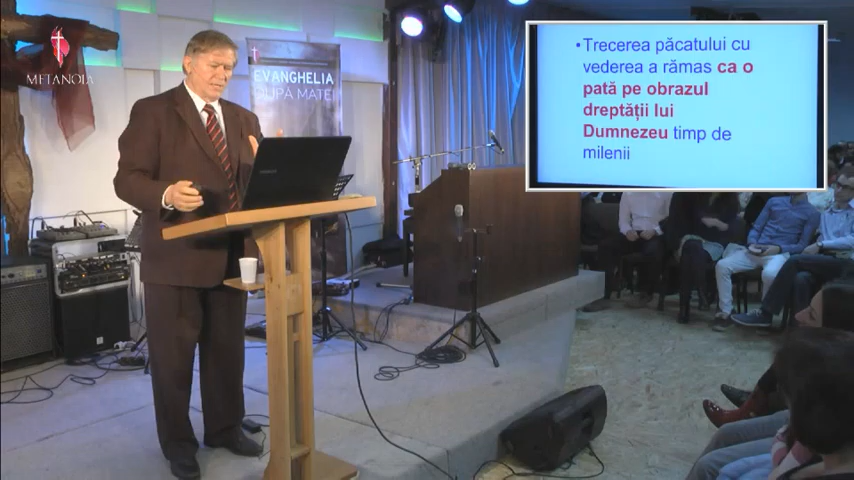 METANOIA
EVANGHELIA
DUPĂ MATEI
•Trecerea păcatului cu
vederea a rămas ca o
pată pe obrazul
dreptății lui
Dumnezeu timp de
milenii